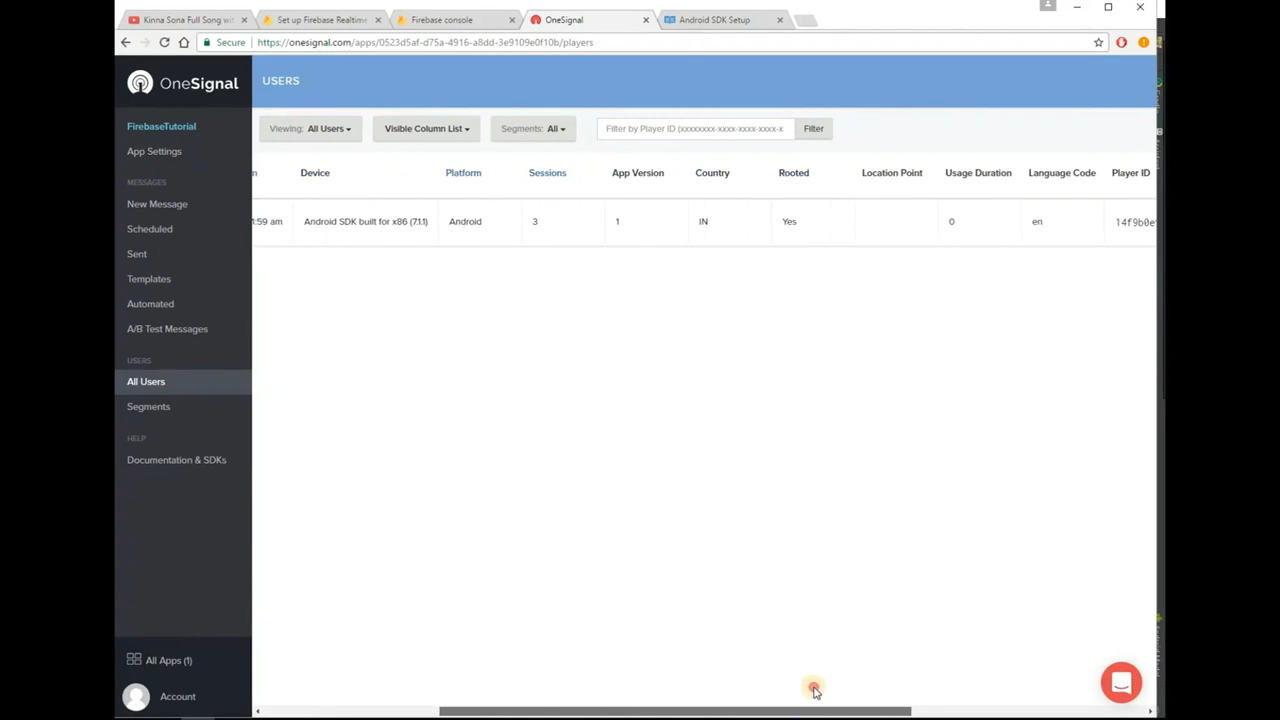 Kinna Sona Full Song wit
Set up Firebase Realtime
Firebase console
OneSignal
Android SDK Setup
Secure
https://onesignal.com/apps/0523d5af-d75a-4916-a8dd-3e9109e0f10b/players
OneSignal
USERS
FirebaseTutorial
App Settings
MESSAGES
New Message
Scheduled
Sent
Templates
Automated
A/B Test Messages
USERS
All Users
Segments
HELP
Documentation & SDKs
All Apps (1)
Account
Viewing: All Users
Visible Column List
Segments: All
Filter by Player ID (xxxxxxxx-xxxx-xxxx-xxxx-x
Filter
Device Platform Sessions App Version Country Rooted Location Point Usage Duration Language Code Player ID
1:59 am Android SDK built for x86 (7.1.1) Android 3 1 IN Yes 0 en 14f9b0e